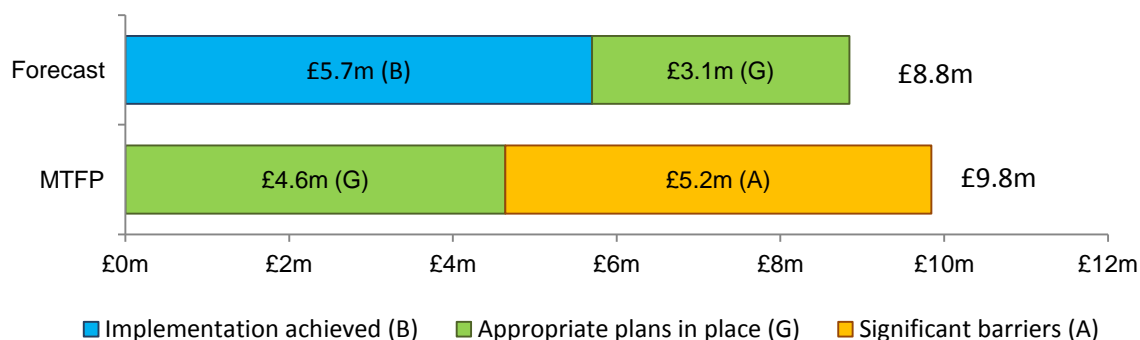 Forecast £5.7m (B) £3.1m (G) £8.8m
MTFP £4.6m (G) £5.2m (A) £9.8m
£0m £2m £4m £6m £8m £10m £12m
Implementation achieved (B) Appropriate plans in place (G) Significant barriers (A)